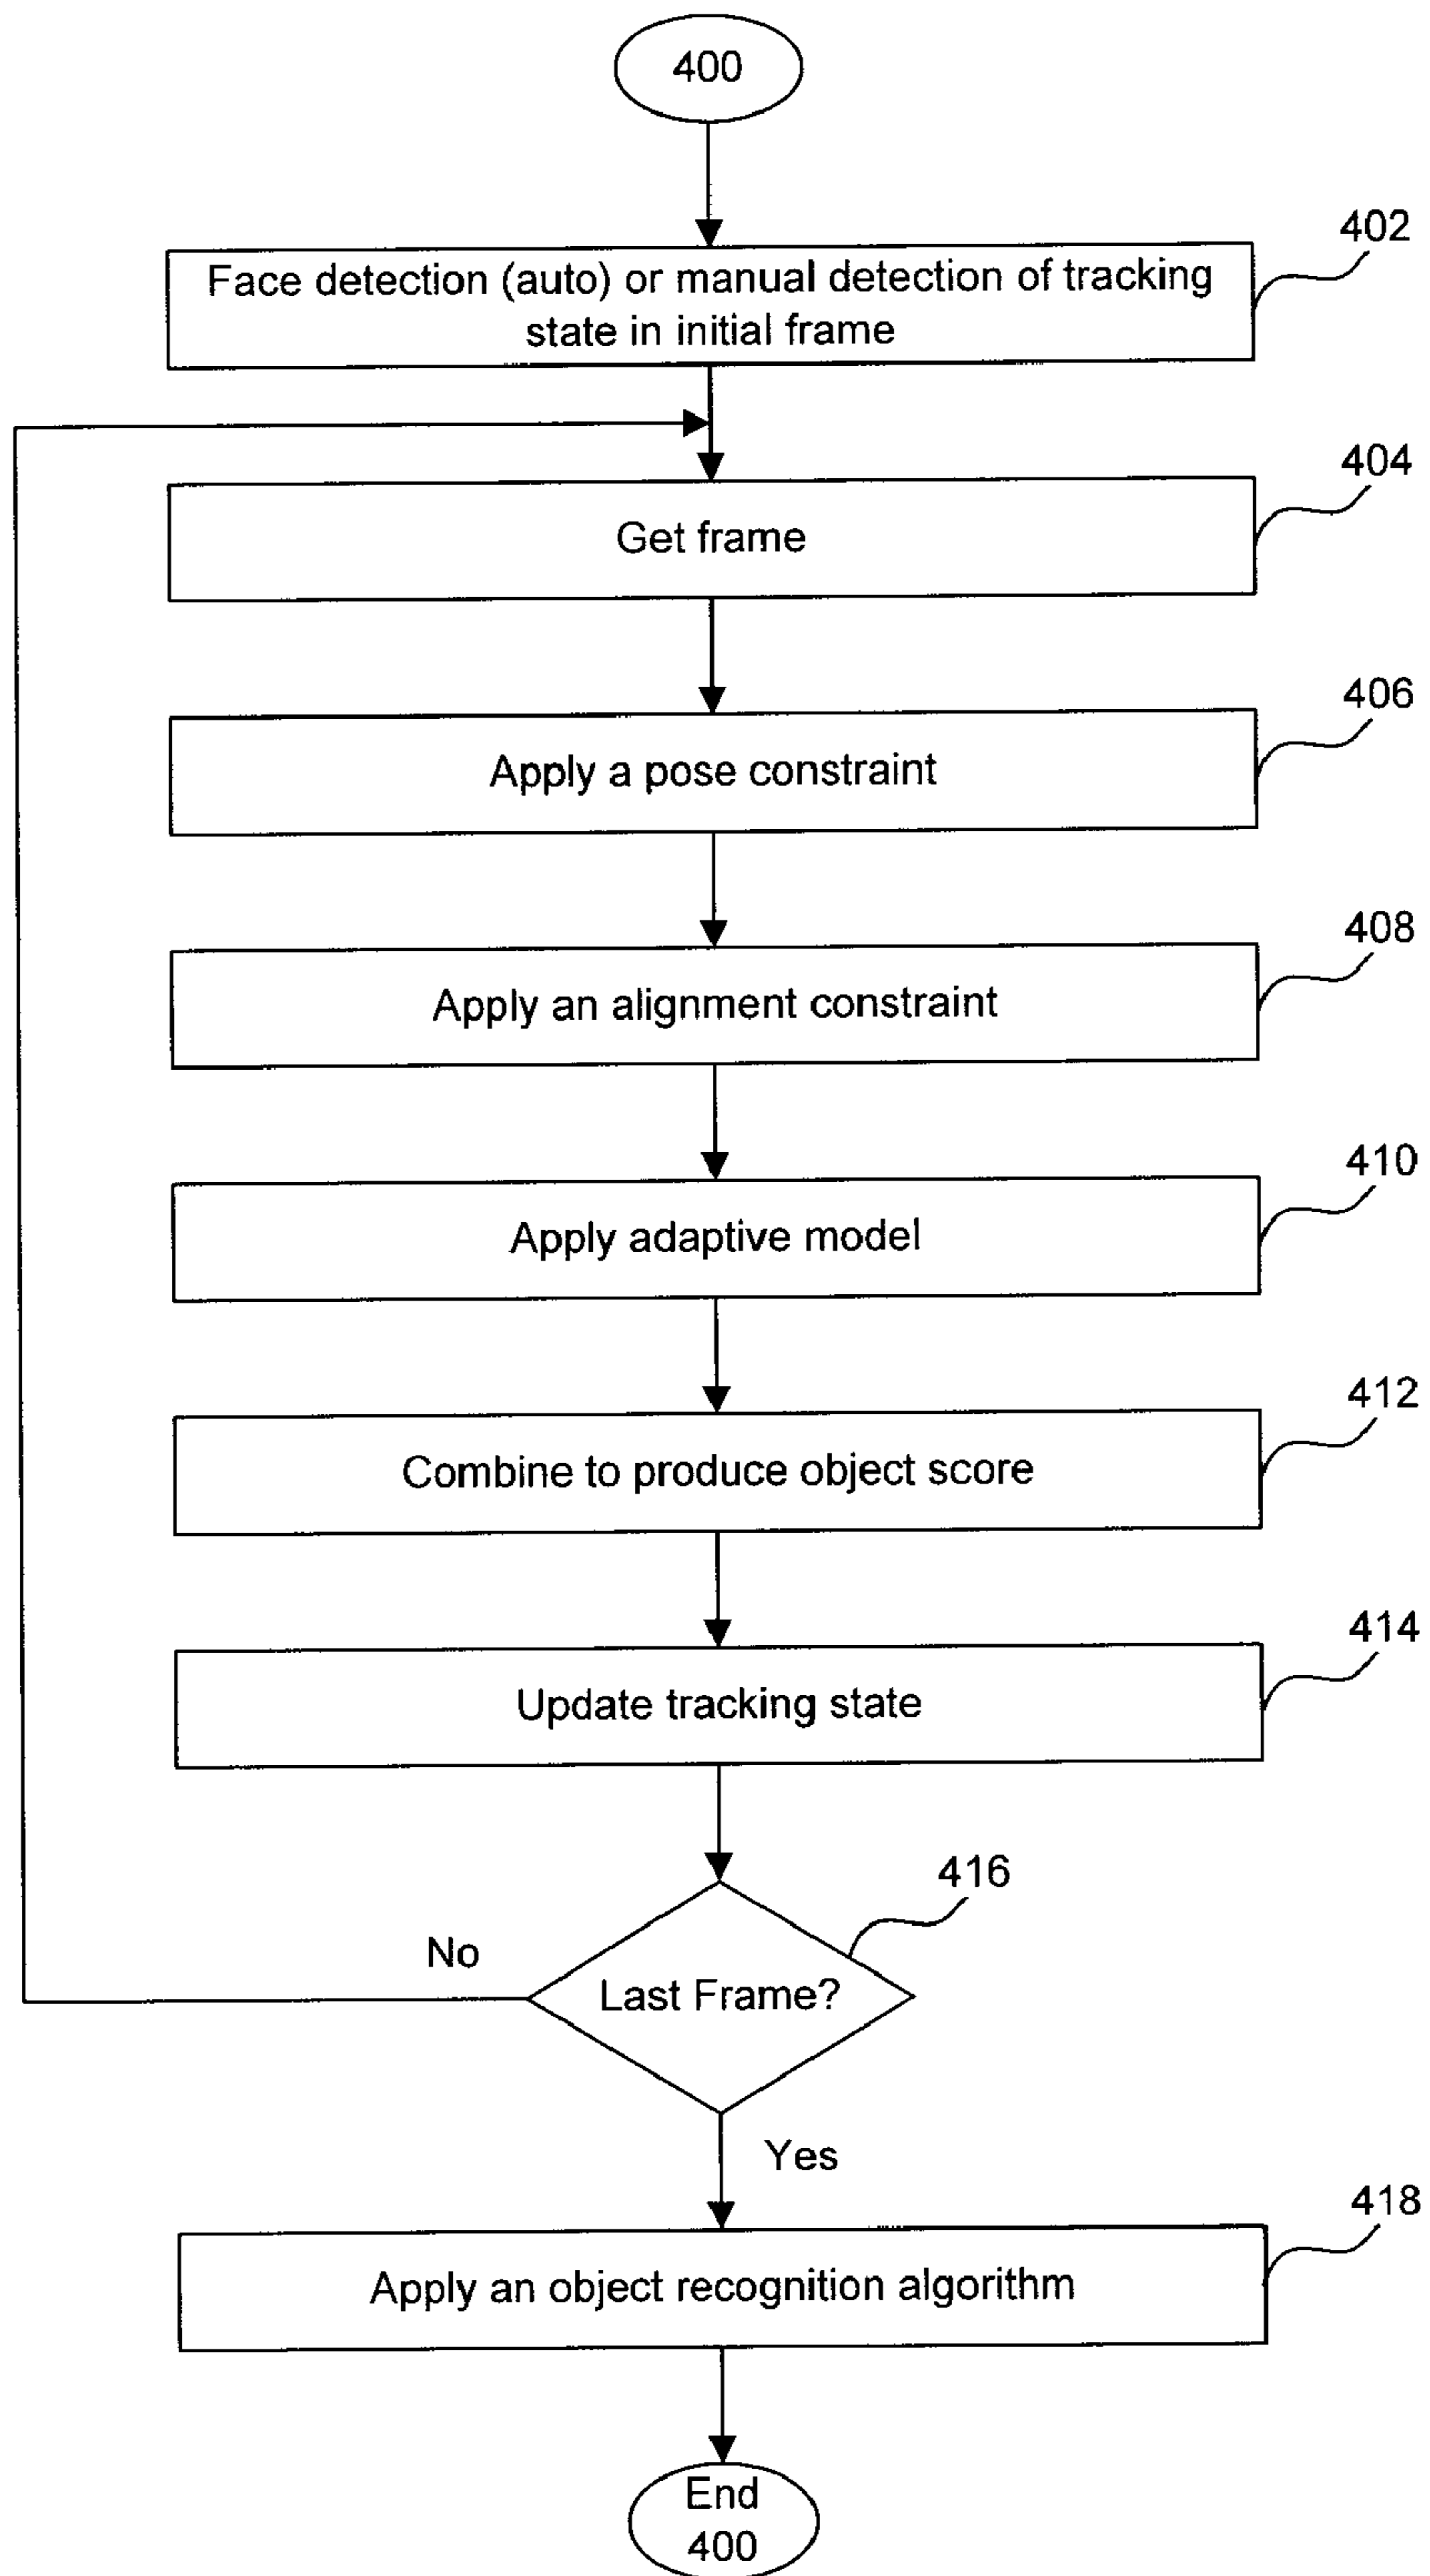 400
402
Face detection (auto) or manual detection of tracking
state in initial frame
404
Get frame
406
Apply a pose constraint
408
Apply an alignment constraint
410
Apply adaptive model
412
Combine to produce object score
414
Update tracking state
416
No
Last Frame?
Yes
418
Apply an object recognition algorithm
End
400